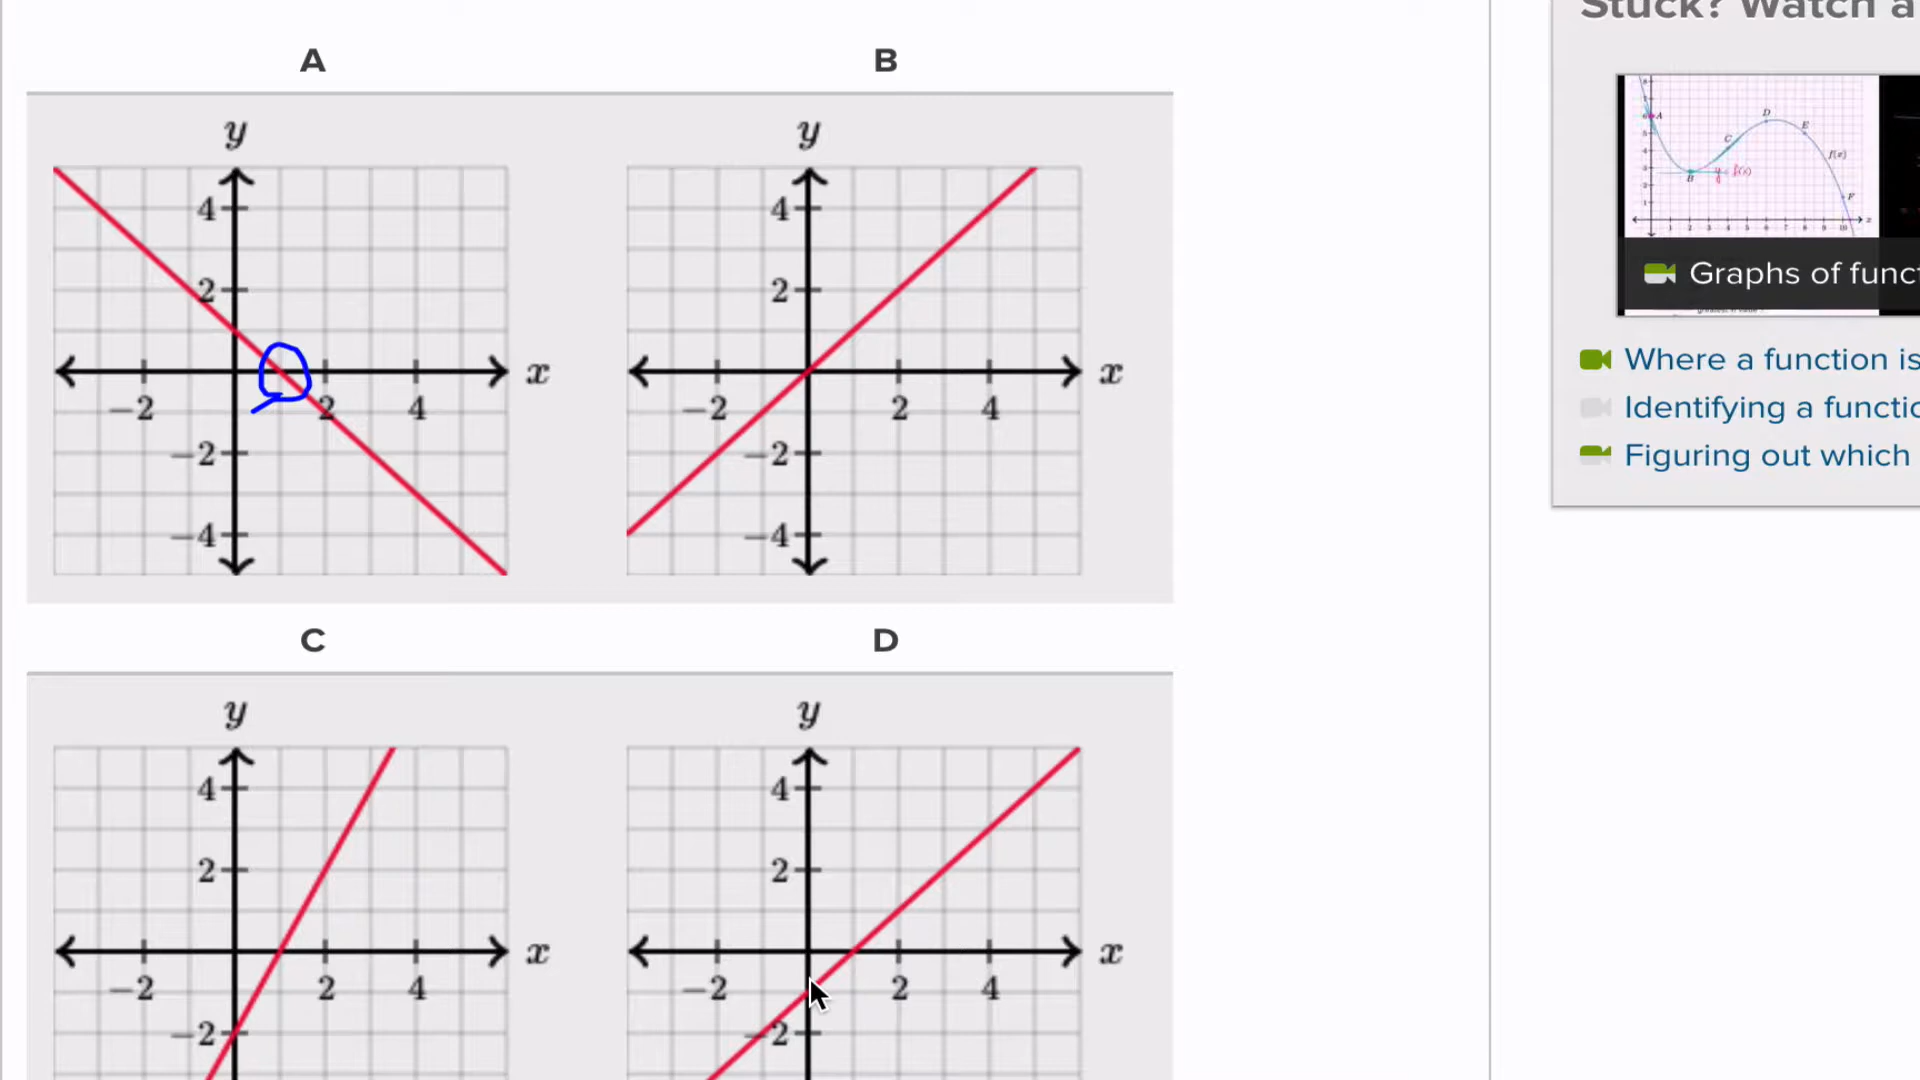 Stuck? Watch a
A B
y y
4 4
2 2
x x
−2 2 4 −2 2 4
−2 −2
−4 −4
C D
y y
4 4
2 2
x x
−2 2 4 −2 2 4
−2 −2
A
B
C
D
E
F
f(x)
y = f(x)
x
Graphs of funct
Where a function is
Identifying a functio
Figuring out which